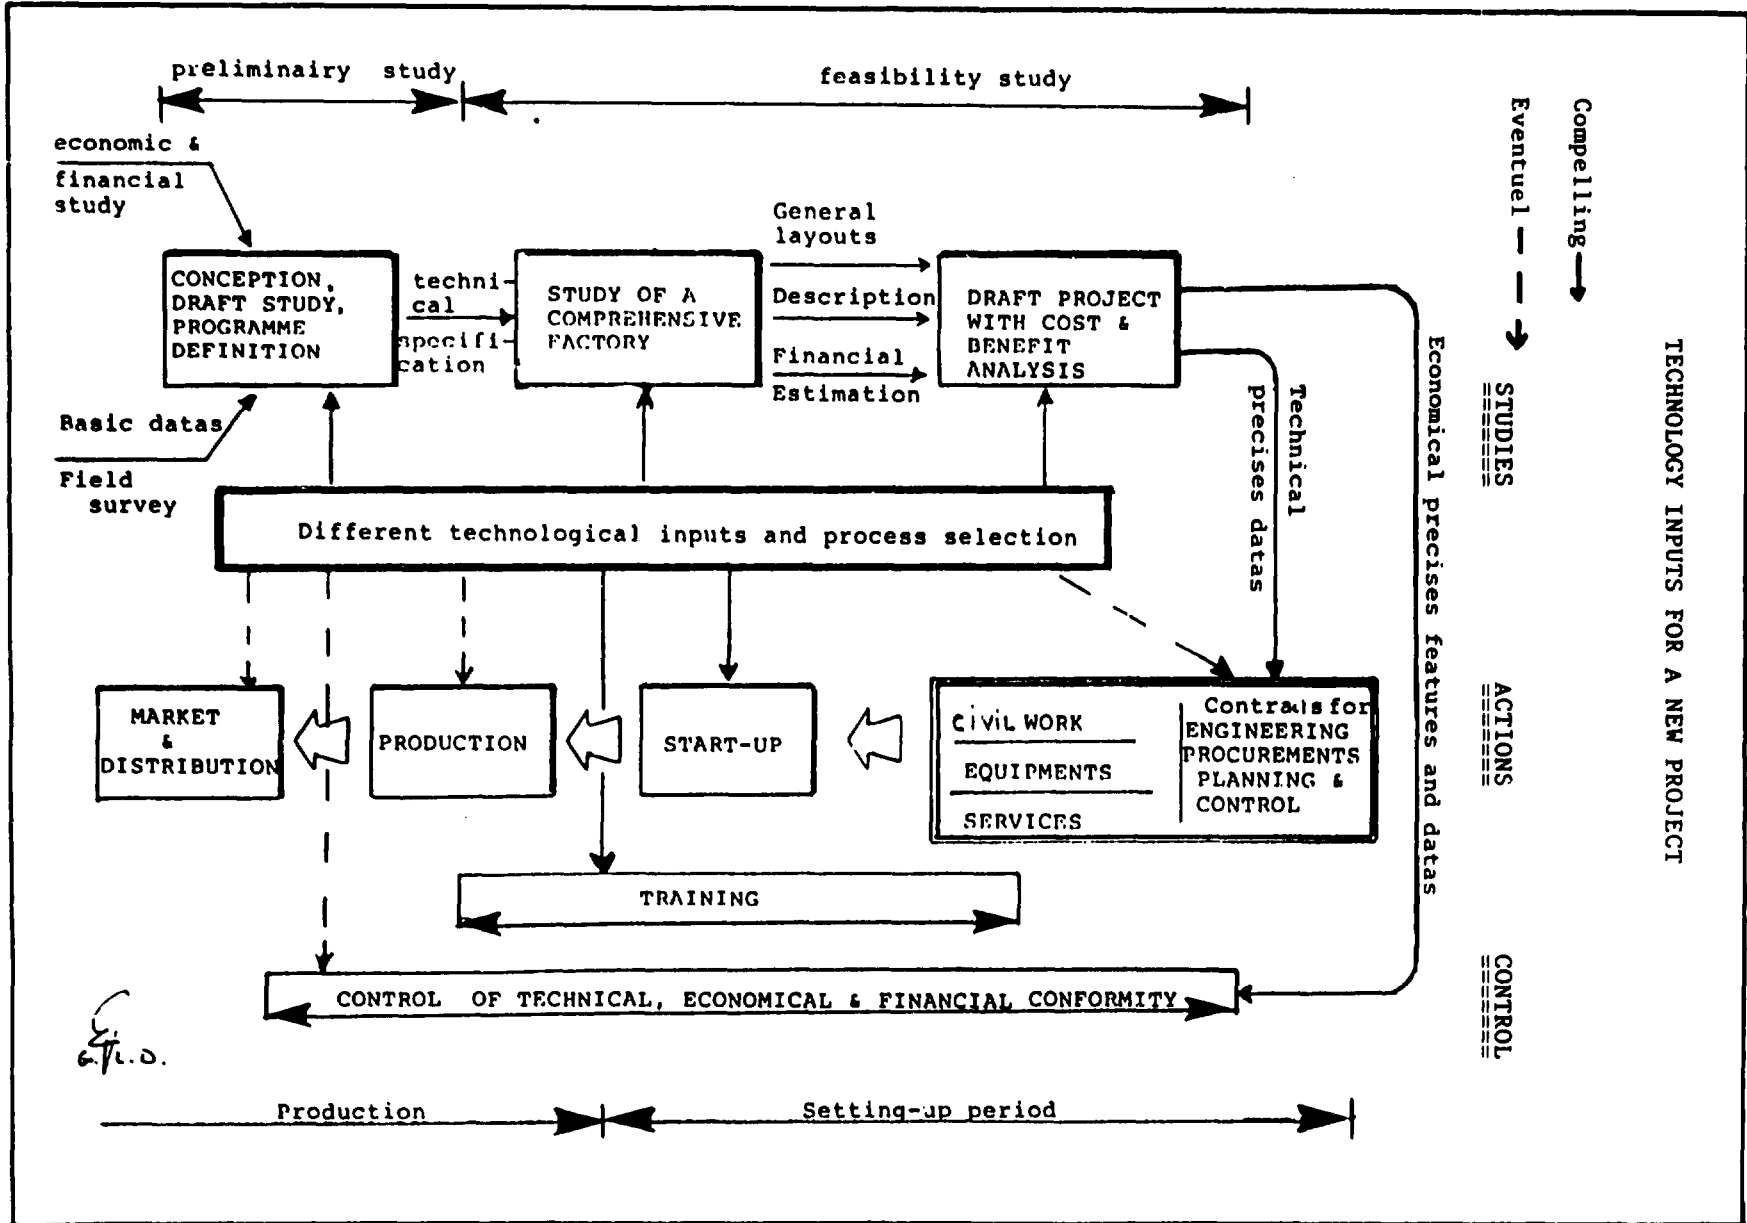 preliminairy study
feasibility study
economic &
financial
study
CONCEPTION,
DRAFT STUDY,
PROGRAMME
DEFINITION
techni-
cal
specifi-
cation
STUDY OF A
COMPREHENSIVE
FACTORY
General
layouts
Description
Financial
Estimation
DRAFT PROJECT
WITH COST &
BENEFIT
ANALYSIS
Basic datas
Field
survey
Different technological inputs and process selection
Technical
precises datas
Economical precises features and datas
MARKET
&
DISTRIBUTION
PRODUCTION
START-UP
CIVIL WORK
EQUIPMENTS
SERVICES
Contracts for
ENGINEERING
PROCUREMENTS
PLANNING &
CONTROL
TRAINING
CONTROL OF TECHNICAL, ECONOMICAL & FINANCIAL CONFORMITY
Production
Setting-up period
Compelling
Eventuel
STUDIES
ACTIONS
CONTROL
TECHNOLOGY INPUTS FOR A NEW PROJECT